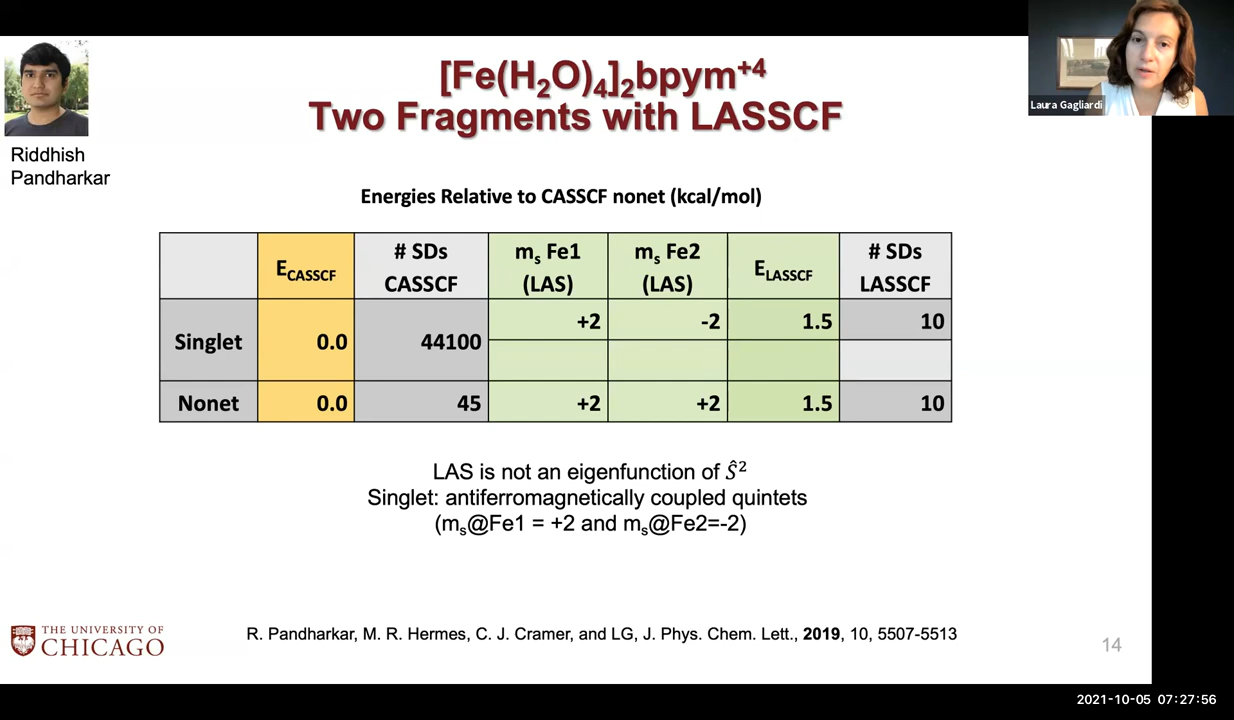 [Fe(H₂O)₄]₂bpym⁺⁴
Two Fragments with LASSCF
Laura Gagliardi
Riddhish
Pandharkar
Energies Relative to CASSCF nonet (kcal/mol)
E_CASSCF # SDs CASSCF mₛ Fe1 (LAS) mₛ Fe2 (LAS) E_LASSCF # SDs LASSCF
Singlet 0.0 44100 +2 -2 1.5 10
Nonet 0.0 45 +2 +2 1.5 10
LAS is not an eigenfunction of Ŝ²
Singlet: antiferromagnetically coupled quintets
(mₛ@Fe1 = +2 and mₛ@Fe2=-2)
THE UNIVERSITY OF
CHICAGO
R. Pandharkar, M. R. Hermes, C. J. Cramer, and LG, J. Phys. Chem. Lett., 2019, 10, 5507-5513
14
2021-10-05 07:27:56